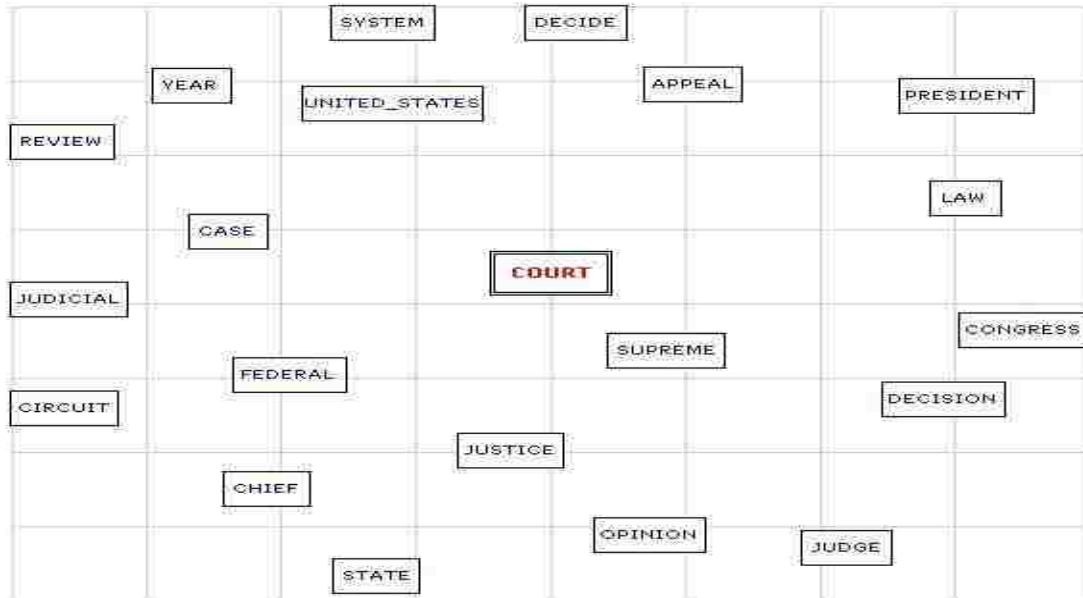 SYSTEM
DECIDE
YEAR
UNITED_STATES
APPEAL
PRESIDENT
REVIEW
LAW
CASE
COURT
JUDICIAL
CONGRESS
SUPREME
FEDERAL
DECISION
CIRCUIT
JUSTICE
CHIEF
OPINION
JUDGE
STATE